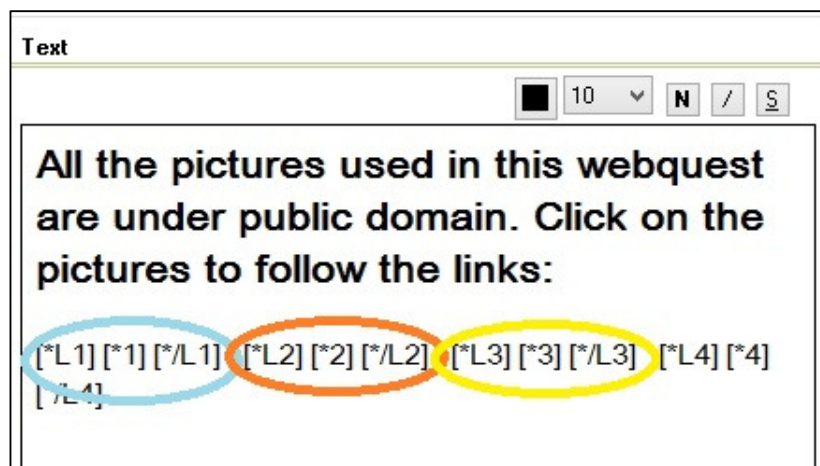 Text
10 N / S
All the pictures used in this webquest
are under public domain. Click on the
pictures to follow the links:
[*L1] [*1] [*/L1] [*L2] [*2] [*/L2] [*L3] [*3] [*/L3] [*L4] [*4]
[*/L4]